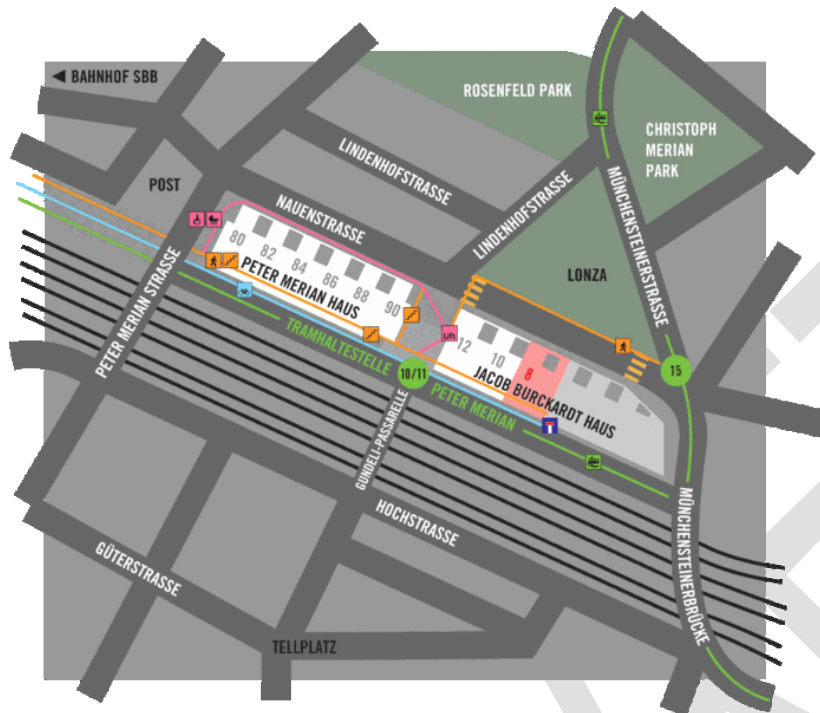 ◄ BAHNHOF SBB
ROSENFELD PARK
CHRISTOPH
MERIAN
PARK
LINDENHOFSTRASSE
POST
NAUENSTRASSE
LINDENHOFSTRASSE
MÜNCHENSTEINERSTRASSE
80
82
84
86
88
90
PETER MERIAN HAUS
LONZA
PETER MERIAN STRASSE
TRAMHALTESTELLE
10/11
PETER MERIAN
Lift
12
10
8
JACOB BURCKARDT HAUS
15
GUNDELI-PASSARELLE
HOCHSTRASSE
MÜNCHENSTEINERBRÜCKE
GÜTERSTRASSE
TELLPLATZ